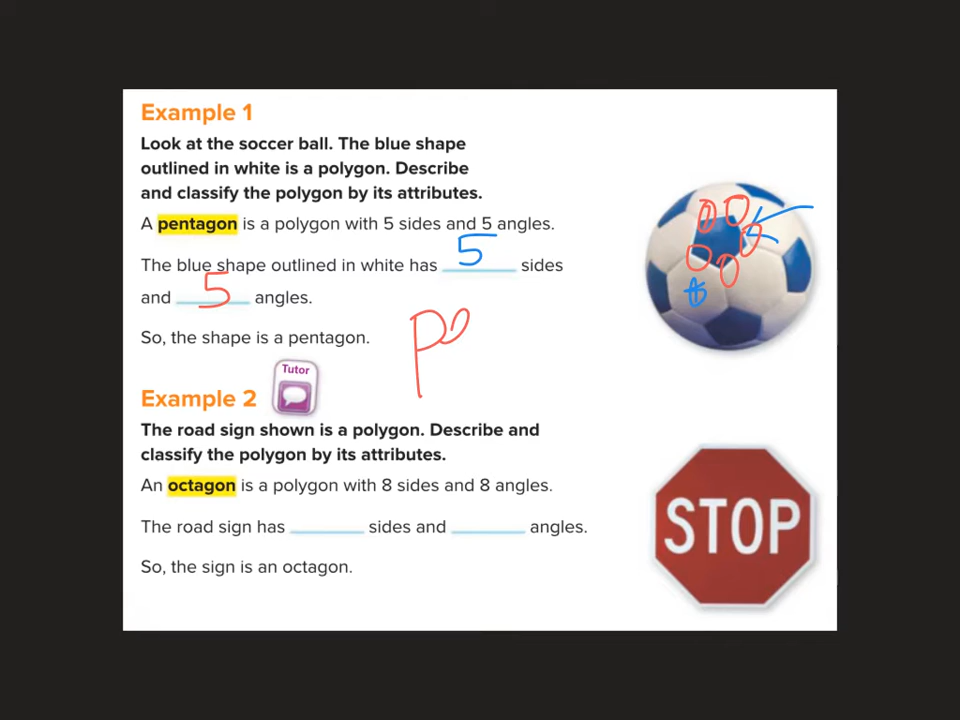 Example 1
Look at the soccer ball. The blue shape
outlined in white is a polygon. Describe
and classify the polygon by its attributes.
A pentagon is a polygon with 5 sides and 5 angles.
The blue shape outlined in white has 5 sides
and 5 angles.
So, the shape is a pentagon.
Tutor
Example 2
The road sign shown is a polygon. Describe and
classify the polygon by its attributes.
An octagon is a polygon with 8 sides and 8 angles.
The road sign has ______ sides and ______ angles.
So, the sign is an octagon.
STOP